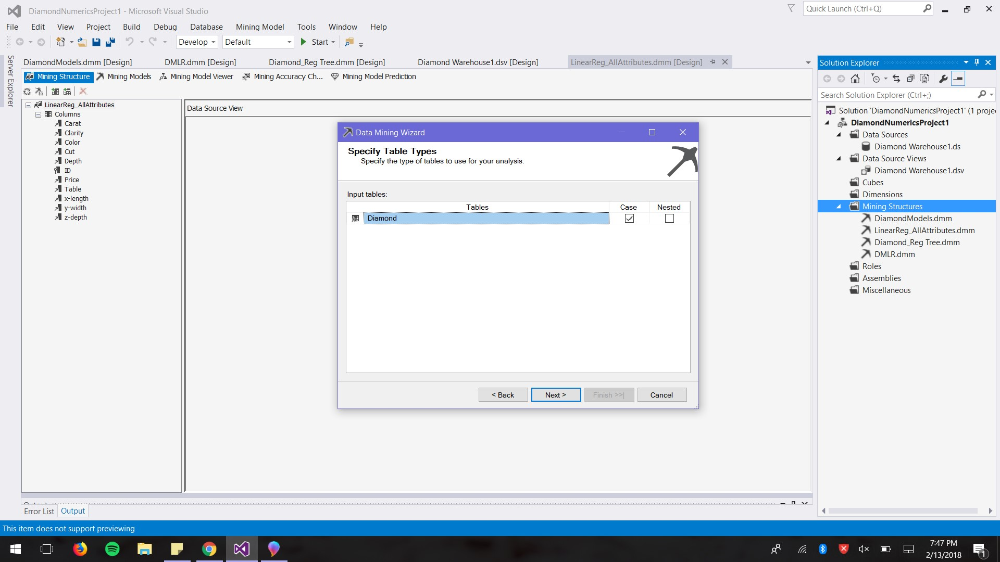 DiamondNumericsProject1 - Microsoft Visual Studio
Quick Launch (Ctrl+Q)
File Edit View Project Build Debug Database Mining Model Tools Window Help
Develop Default Start
Server Explorer
DiamondModels.dmm [Design] DMLR.dmm [Design] Diamond_Reg Tree.dmm [Design] Diamond Warehouse1.dsv [Design] LinearReg_AllAttributes.dmm [Design]
Mining Structure Mining Models Mining Model Viewer Mining Accuracy Ch... Mining Model Prediction
LinearReg_AllAttributes
Columns
Carat
Clarity
Color
Cut
Depth
ID
Price
Table
x-length
y-width
z-depth
Data Source View
Data Mining Wizard
Specify Table Types
Specify the type of tables to use for your analysis.
Input tables:
Tables Case Nested
Diamond
< Back Next > Finish >>| Cancel
Solution Explorer
Search Solution Explorer (Ctrl+;)
Solution 'DiamondNumericsProject1' (1 proje
DiamondNumericsProject1
Data Sources
Diamond Warehouse1.ds
Data Source Views
Diamond Warehouse1.dsv
Cubes
Dimensions
Mining Structures
DiamondModels.dmm
LinearReg_AllAttributes.dmm
Diamond_Reg Tree.dmm
DMLR.dmm
Roles
Assemblies
Miscellaneous
Output
Error List Output
This item does not support previewing
7:47 PM
2/13/2018
1